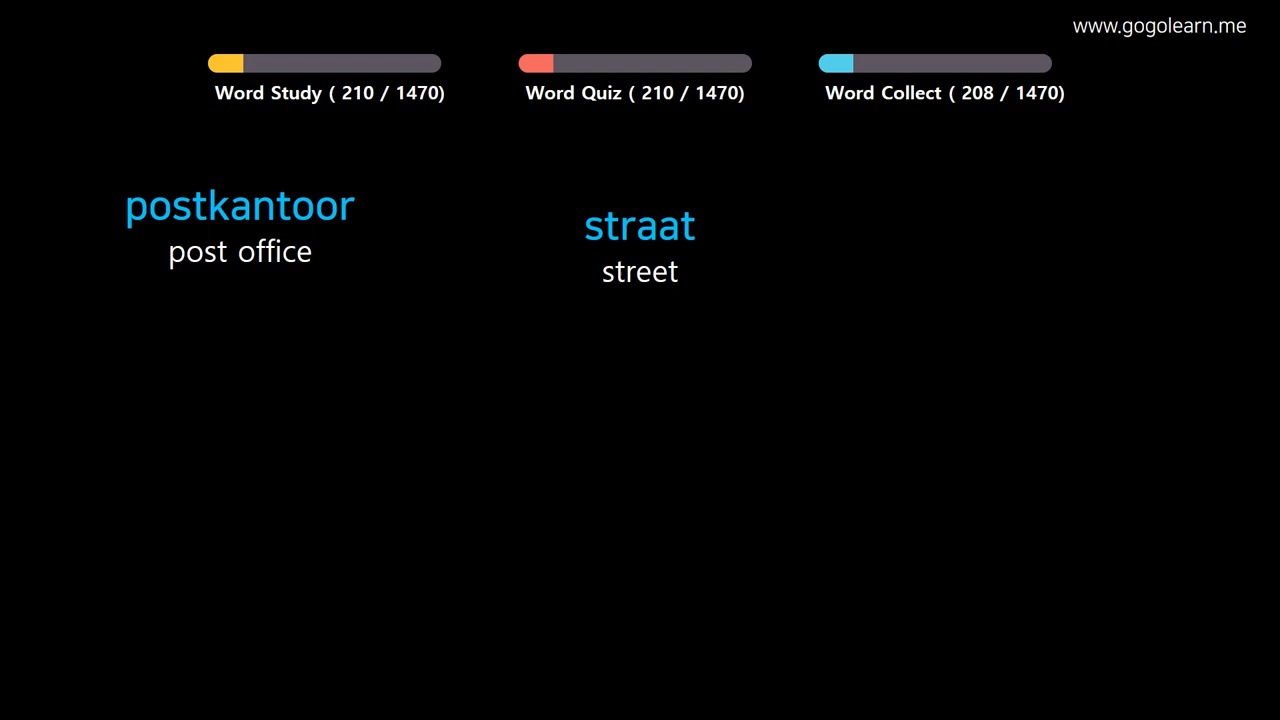 www.gogolearn.me
Word Study ( 210 / 1470)
Word Quiz ( 210 / 1470)
Word Collect ( 208 / 1470)
postkantoor
post office
straat
street